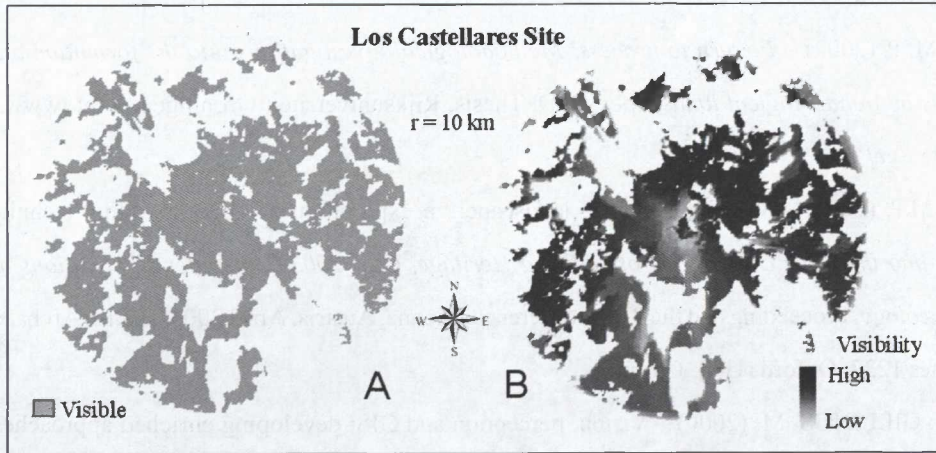 Los Castellares Site
r = 10 km
N
W E
S
A
B
Visible
Visibility
High
Low